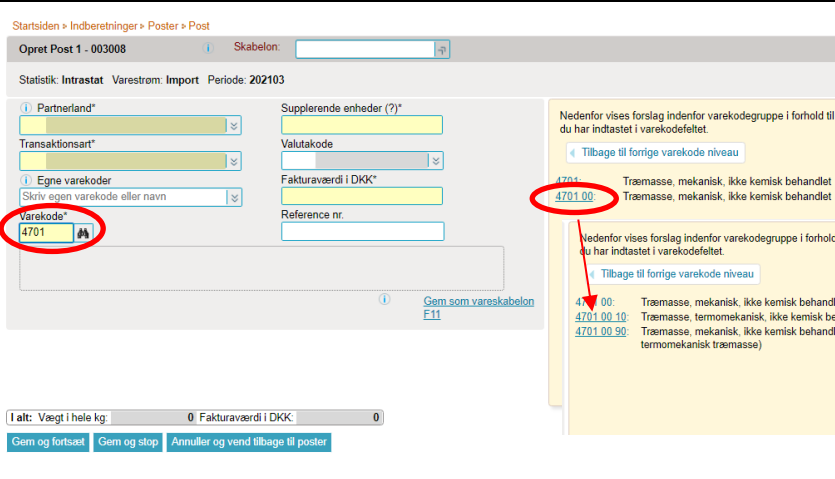 Startsiden » Indberetninger » Poster » Post
Opret Post 1 - 003008
Skabelon:
Statistik: Intrastat Varestrøm: Import Periode: 202103
Partnerland*
Supplerende enheder (?)*
Transaktionsart*
Valutakode
Egne varekoder
Fakturaværdi i DKK*
Skriv egen varekode eller navn
Varekode*
Reference nr.
4701
Gem som vareskabelon
F11
Nedenfor vises forslag indenfor varekodegruppe i forhold til
du har indtastet i varekodefeltet.
Tilbage til forrige varekode niveau
4701: Træmasse, mekanisk, ikke kemisk behandlet
4701 00: Træmasse, mekanisk, ikke kemisk behandlet
Nedenfor vises forslag indenfor varekodegruppe i forhold
du har indtastet i varekodefeltet.
Tilbage til forrige varekode niveau
4701 00: Træmasse, mekanisk, ikke kemisk behandl
4701 00 10: Træmasse, termomekanisk, ikke kemisk be
4701 00 90: Træmasse, mekanisk, ikke kemisk behandl
termomekanisk træmasse)
I alt: Vægt i hele kg: 0 Fakturaværdi i DKK: 0
Gem og fortsæt Gem og stop Annuller og vend tilbage til poster